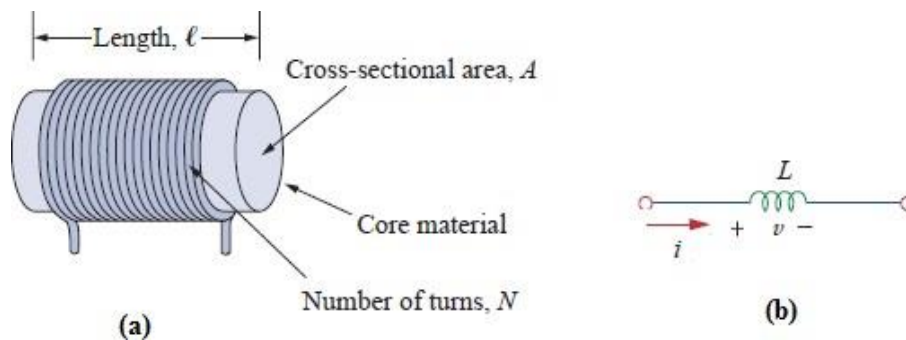 Length, ℓ
Cross-sectional area, A
Core material
Number of turns, N
(a)
L
+ v −
i
(b)